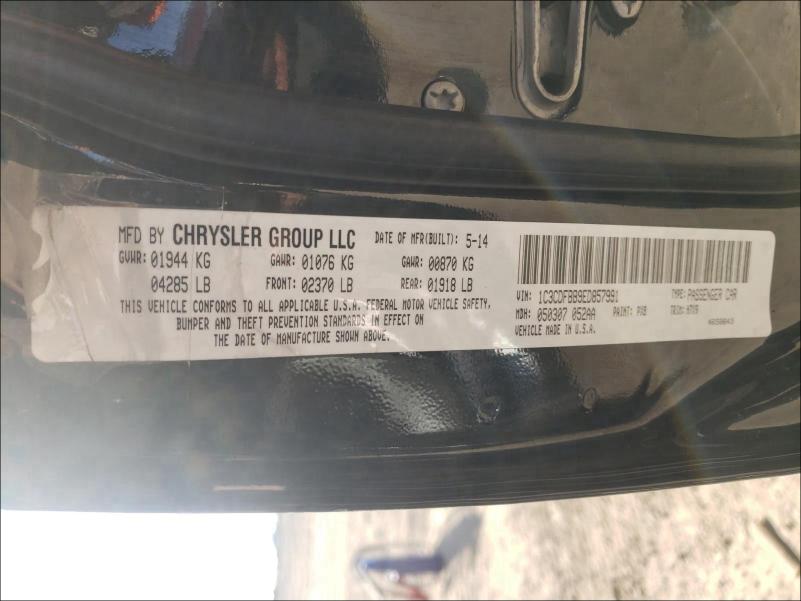 MFD BY CHRYSLER GROUP LLC DATE OF MFR(BUILT): 5-14
GVWR: 01944 KG GAWR: 01076 KG GAWR: 00870 KG
04285 LB FRONT: 02370 LB REAR: 01918 LB
THIS VEHICLE CONFORMS TO ALL APPLICABLE U.S.A. FEDERAL MOTOR VEHICLE SAFETY,
BUMPER AND THEFT PREVENTION STANDARDS IN EFFECT ON
THE DATE OF MANUFACTURE SHOWN ABOVE.
VIN: 1C3CDFBB9ED857991 TYPE: PASSENGER CAR
MDH: 050307 052AA PAINT: PX8 TRIM:
VEHICLE MADE IN U.S.A.